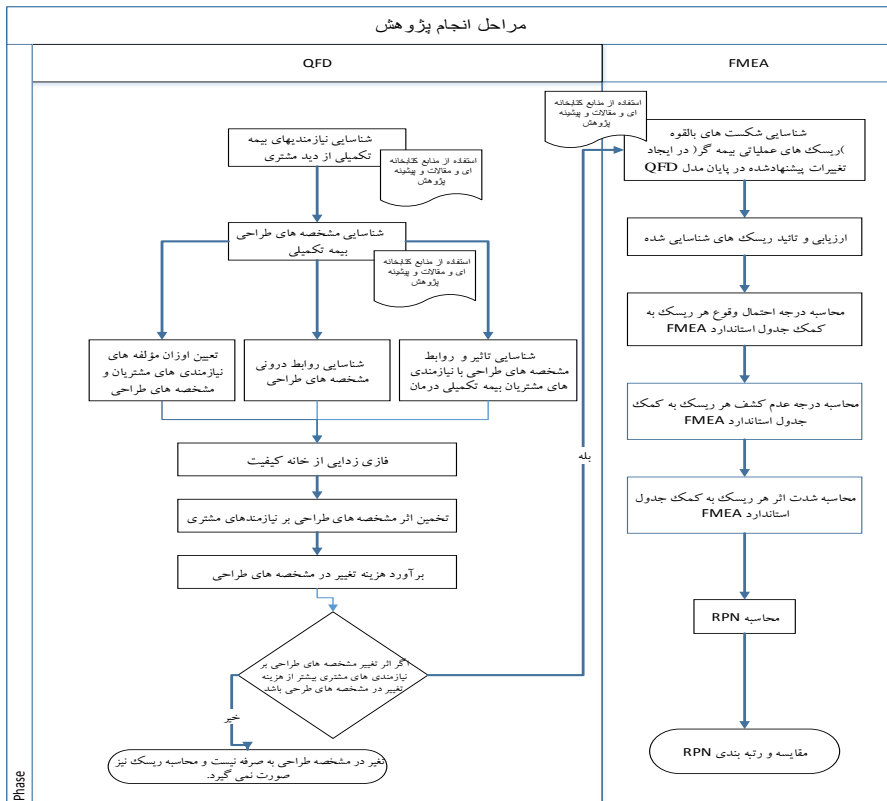 مراحل انجام پژوهش
QFD
FMEA
شناسایی نیازمندیهای بیمه
تکمیلی از دید مشتری
استفاده از منابع کتابخانه
ای و مقالات و پیشینه
پژوهش
شناسایی مشخصه های طراحی
بیمه تکمیلی
استفاده از منابع کتابخانه
ای و مقالات و پیشینه
پژوهش
شناسایی تاثیر و روابط
مشخصه های طراحی با نیازمندی
های مشتریان بیمه تکمیلی درمان
شناسایی روابط درونی
مشخصه های طراحی
تعیین اوزان مؤلفه های
نیازمندی های مشتریان و
مشخصه های طراحی
فازی زدایی از خانه کیفیت
تخمین اثر مشخصه های طراحی بر نیازمندهای مشتری
برآورد هزینه تغییر در مشخصه های طراحی
اگر اثر تغییر مشخصه های طراحی بر
نیازمندی های مشتری بیشتر از هزینه
تغییر در مشخصه های طرحی باشد
خیر
تغیر در مشخصه طراحی به صرفه نیست و محاسبه ریسک نیز
صورت نمی گیرد.
بله
استفاده از منابع کتابخانه
ای و مقالات و پیشینه
پژوهش
شناسایی شکست های بالقوه
)ریسک های عملیاتی بیمه گر( در ایجاد
تغییرات پیشنهادشده در پایان مدل QFD
ارزیابی و تائید ریسک های شناسایی شده
محاسبه درجه احتمال وقوع هر ریسک به
کمک جدول استاندارد FMEA
محاسبه درجه عدم کشف هر ریسک به کمک
جدول استاندارد FMEA
محاسبه شدت اثر هر ریسک به کمک جدول
استاندارد FMEA
محاسبه RPN
مقایسه و رتبه بندی RPN
Phase